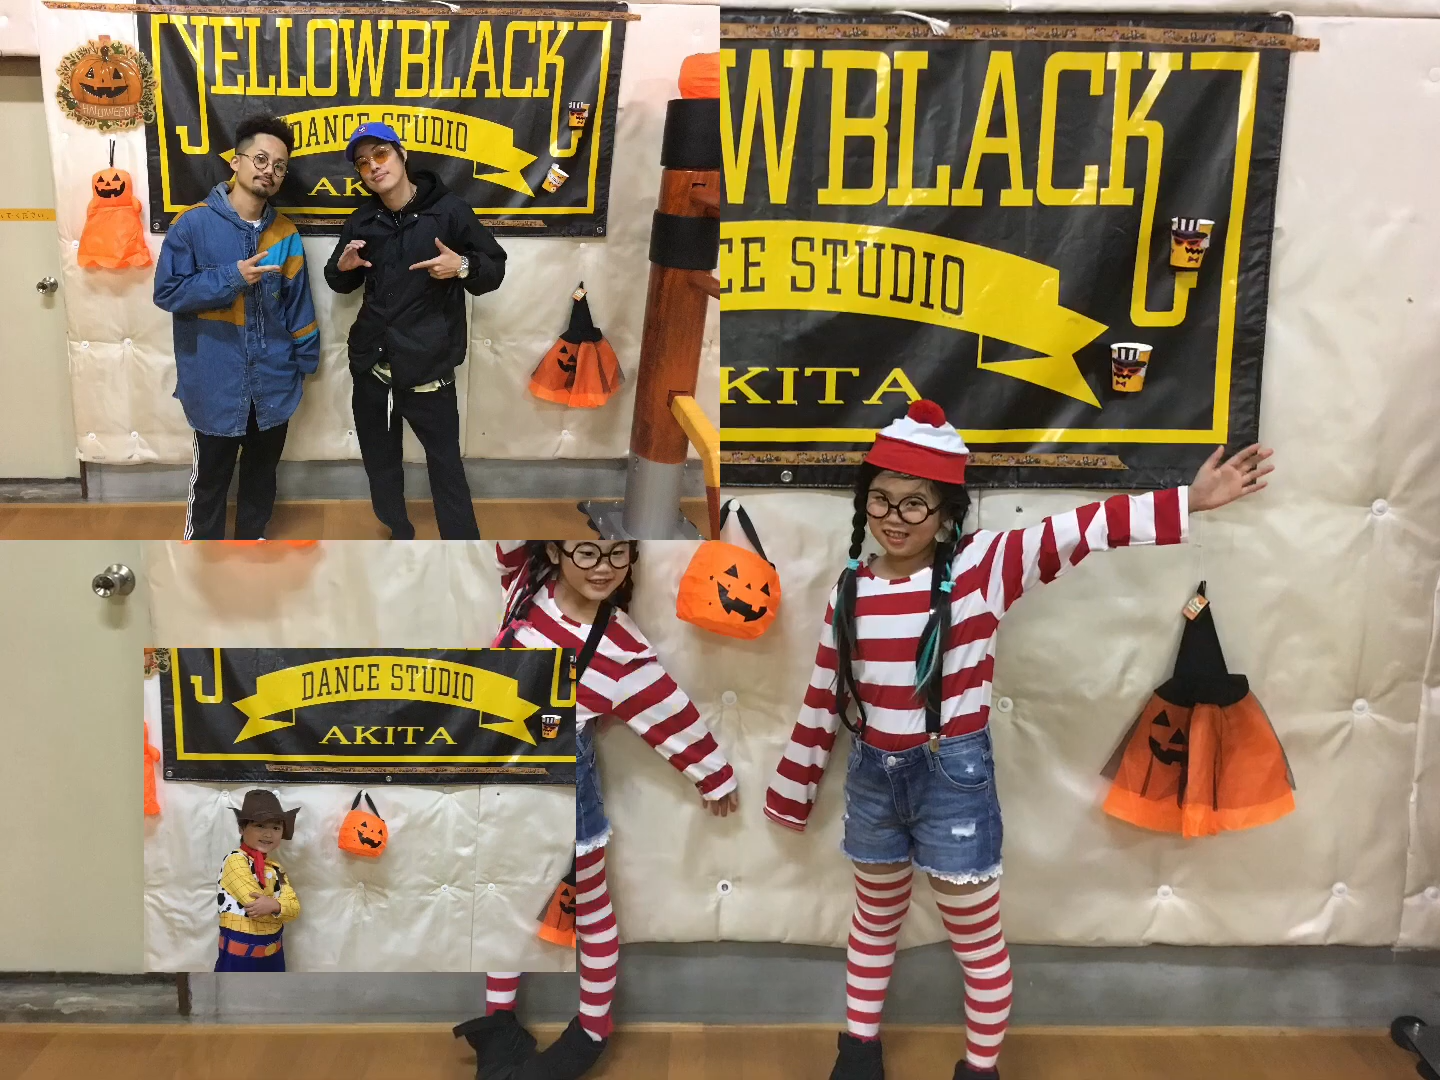 YELLOWBLACK
DANCE STUDIO
AK
HALLOWEEN
WBLACK
CE STUDIO
KITA
DANCE STUDIO
AKITA